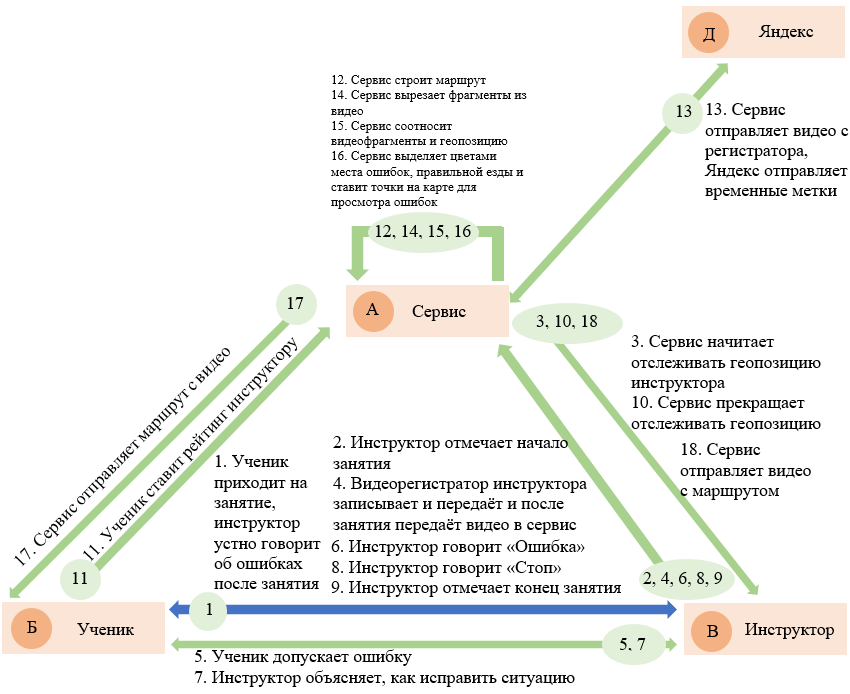 Д
Яндекс
12. Сервис строит маршрут
14. Сервис вырезает фрагменты из
видео
15. Сервис соотносит
видеофрагменты и геопозицию
16. Сервис выделяет цветами
места ошибок, правильной езды и
ставит точки на карте для
просмотра ошибок
13
13. Сервис
отправляет видео с
регистратора,
Яндекс отправляет
временные метки
12, 14, 15, 16
17
А
Сервис
3, 10, 18
3. Сервис начитает
отслеживать геопозицию
инструктора
10. Сервис прекращает
отслеживать геопозицию
18. Сервис
отправляет видео
с маршрутом
17. Сервис отправляет маршрут с видео
11. Ученик ставит рейтинг инструктору
1. Ученик
приходит на
занятие,
инструктор
устно говорит
об ошибках
после занятия
2. Инструктор отмечает начало
занятия
4. Видеорегистратор инструктора
записывает и передаёт и после
занятия передаёт видео в сервис
6. Инструктор говорит «Ошибка»
8. Инструктор говорит «Стоп»
9. Инструктор отмечает конец занятия
11
2, 4, 6, 8, 9
1
Б
Ученик
В
Инструктор
5, 7
5. Ученик допускает ошибку
7. Инструктор объясняет, как исправить ситуацию